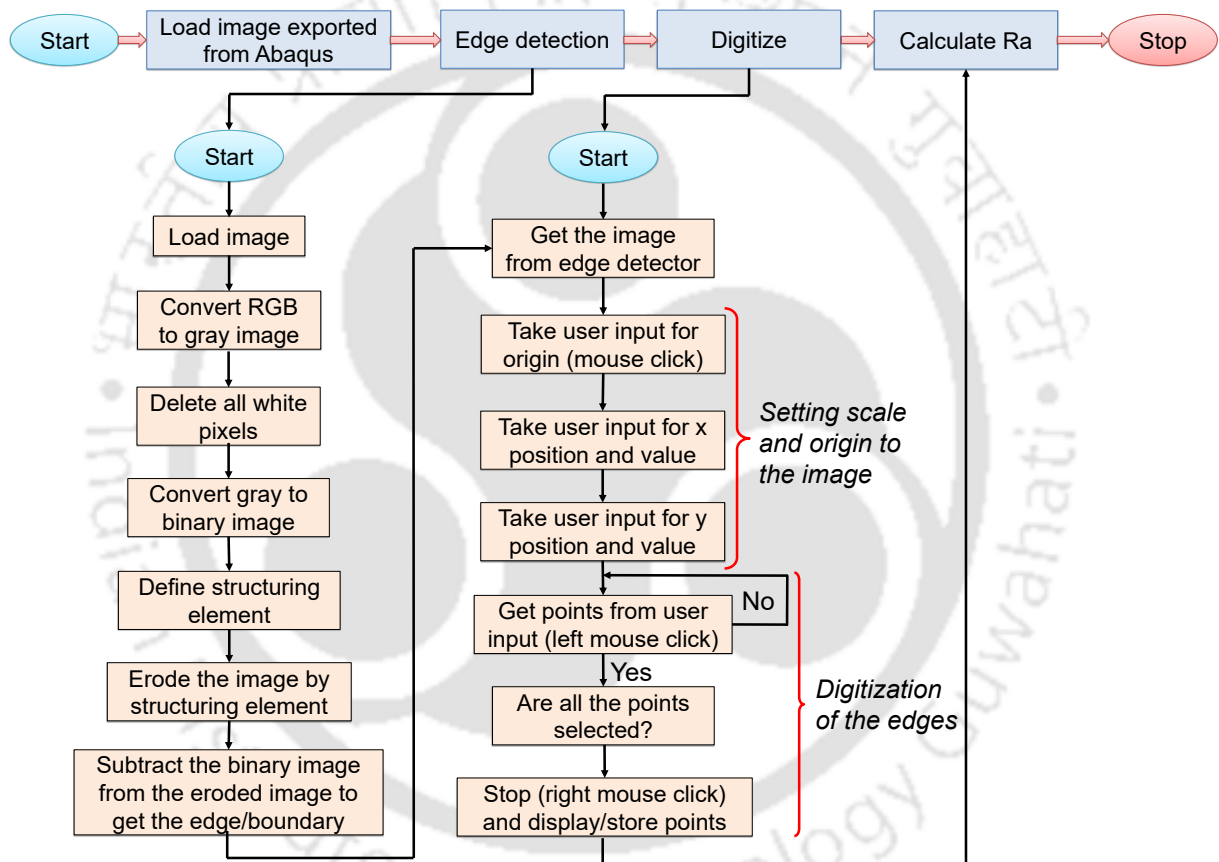 Start
Load image exported
from Abaqus
Edge detection
Digitize
Calculate Ra
Stop
Start
Load image
Convert RGB
to gray image
Delete all white
pixels
Convert gray to
binary image
Define structuring
element
Erode the image by
structuring element
Subtract the binary image
from the eroded image to
get the edge/boundary
Start
Get the image
from edge detector
Take user input for
origin (mouse click)
Take user input for x
position and value
Take user input for y
position and value
Setting scale
and origin to
the image
Get points from user
input (left mouse click)
No
Yes
Are all the points
selected?
Stop (right mouse click)
and display/store points
Digitization
of the edges
Guwahati